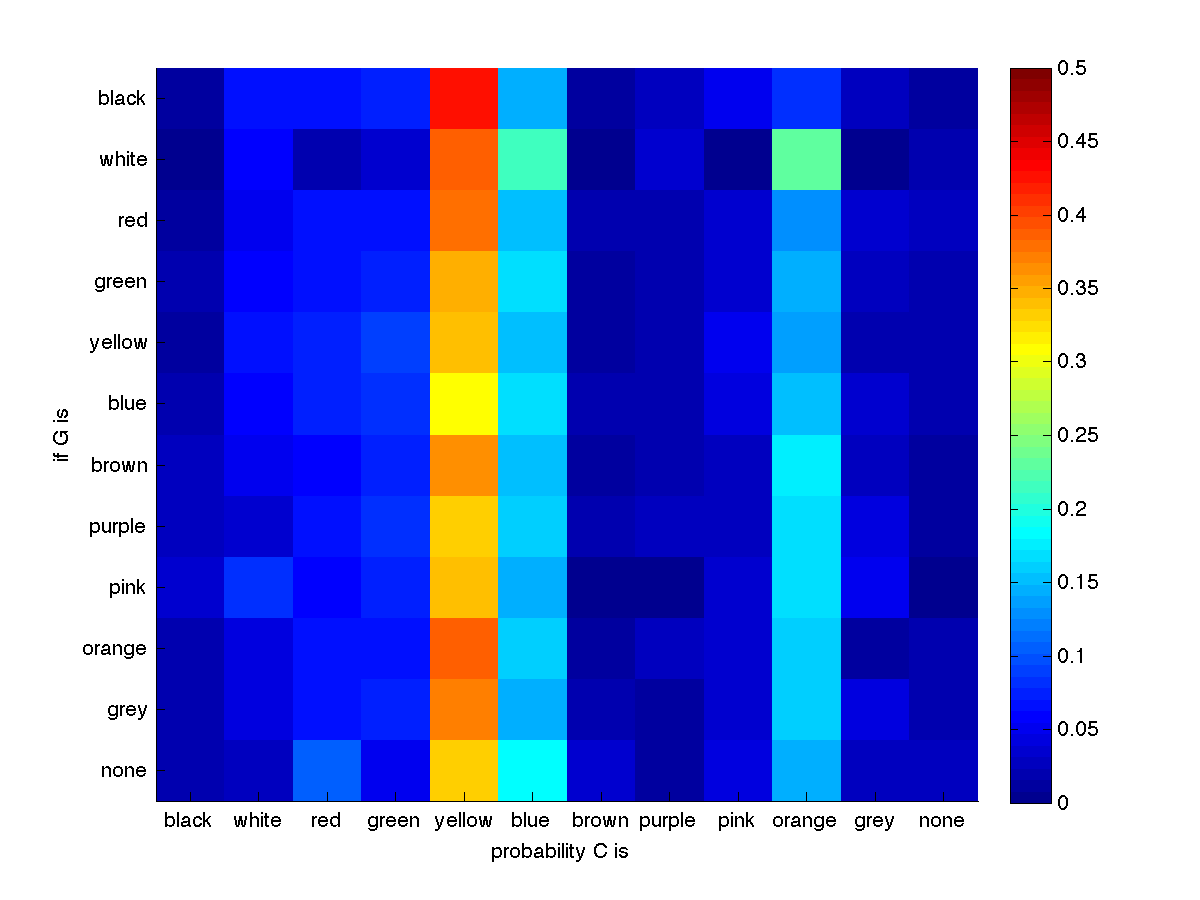 black
white
red
green
yellow
blue
brown
purple
pink
orange
grey
none
if G is
black white red green yellow blue brown purple pink orange grey none
probability C is
0.5
0.45
0.4
0.35
0.3
0.25
0.2
0.15
0.1
0.05
0